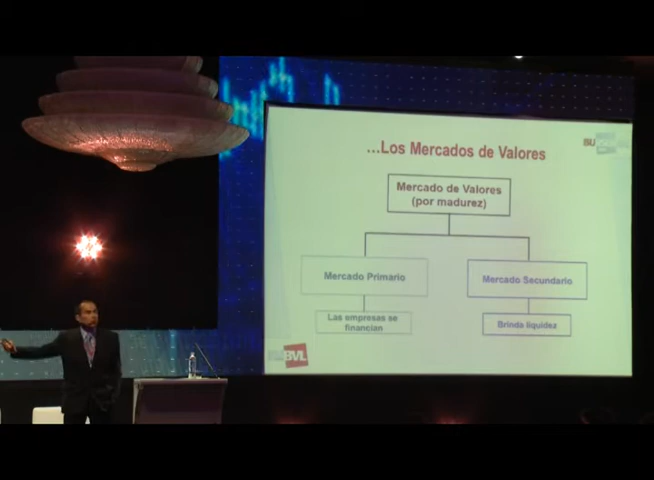 ...Los Mercados de Valores
Mercado de Valores
(por madurez)
Mercado Primario
Mercado Secundario
Las empresas se
financian
Brinda liquidez
BVL